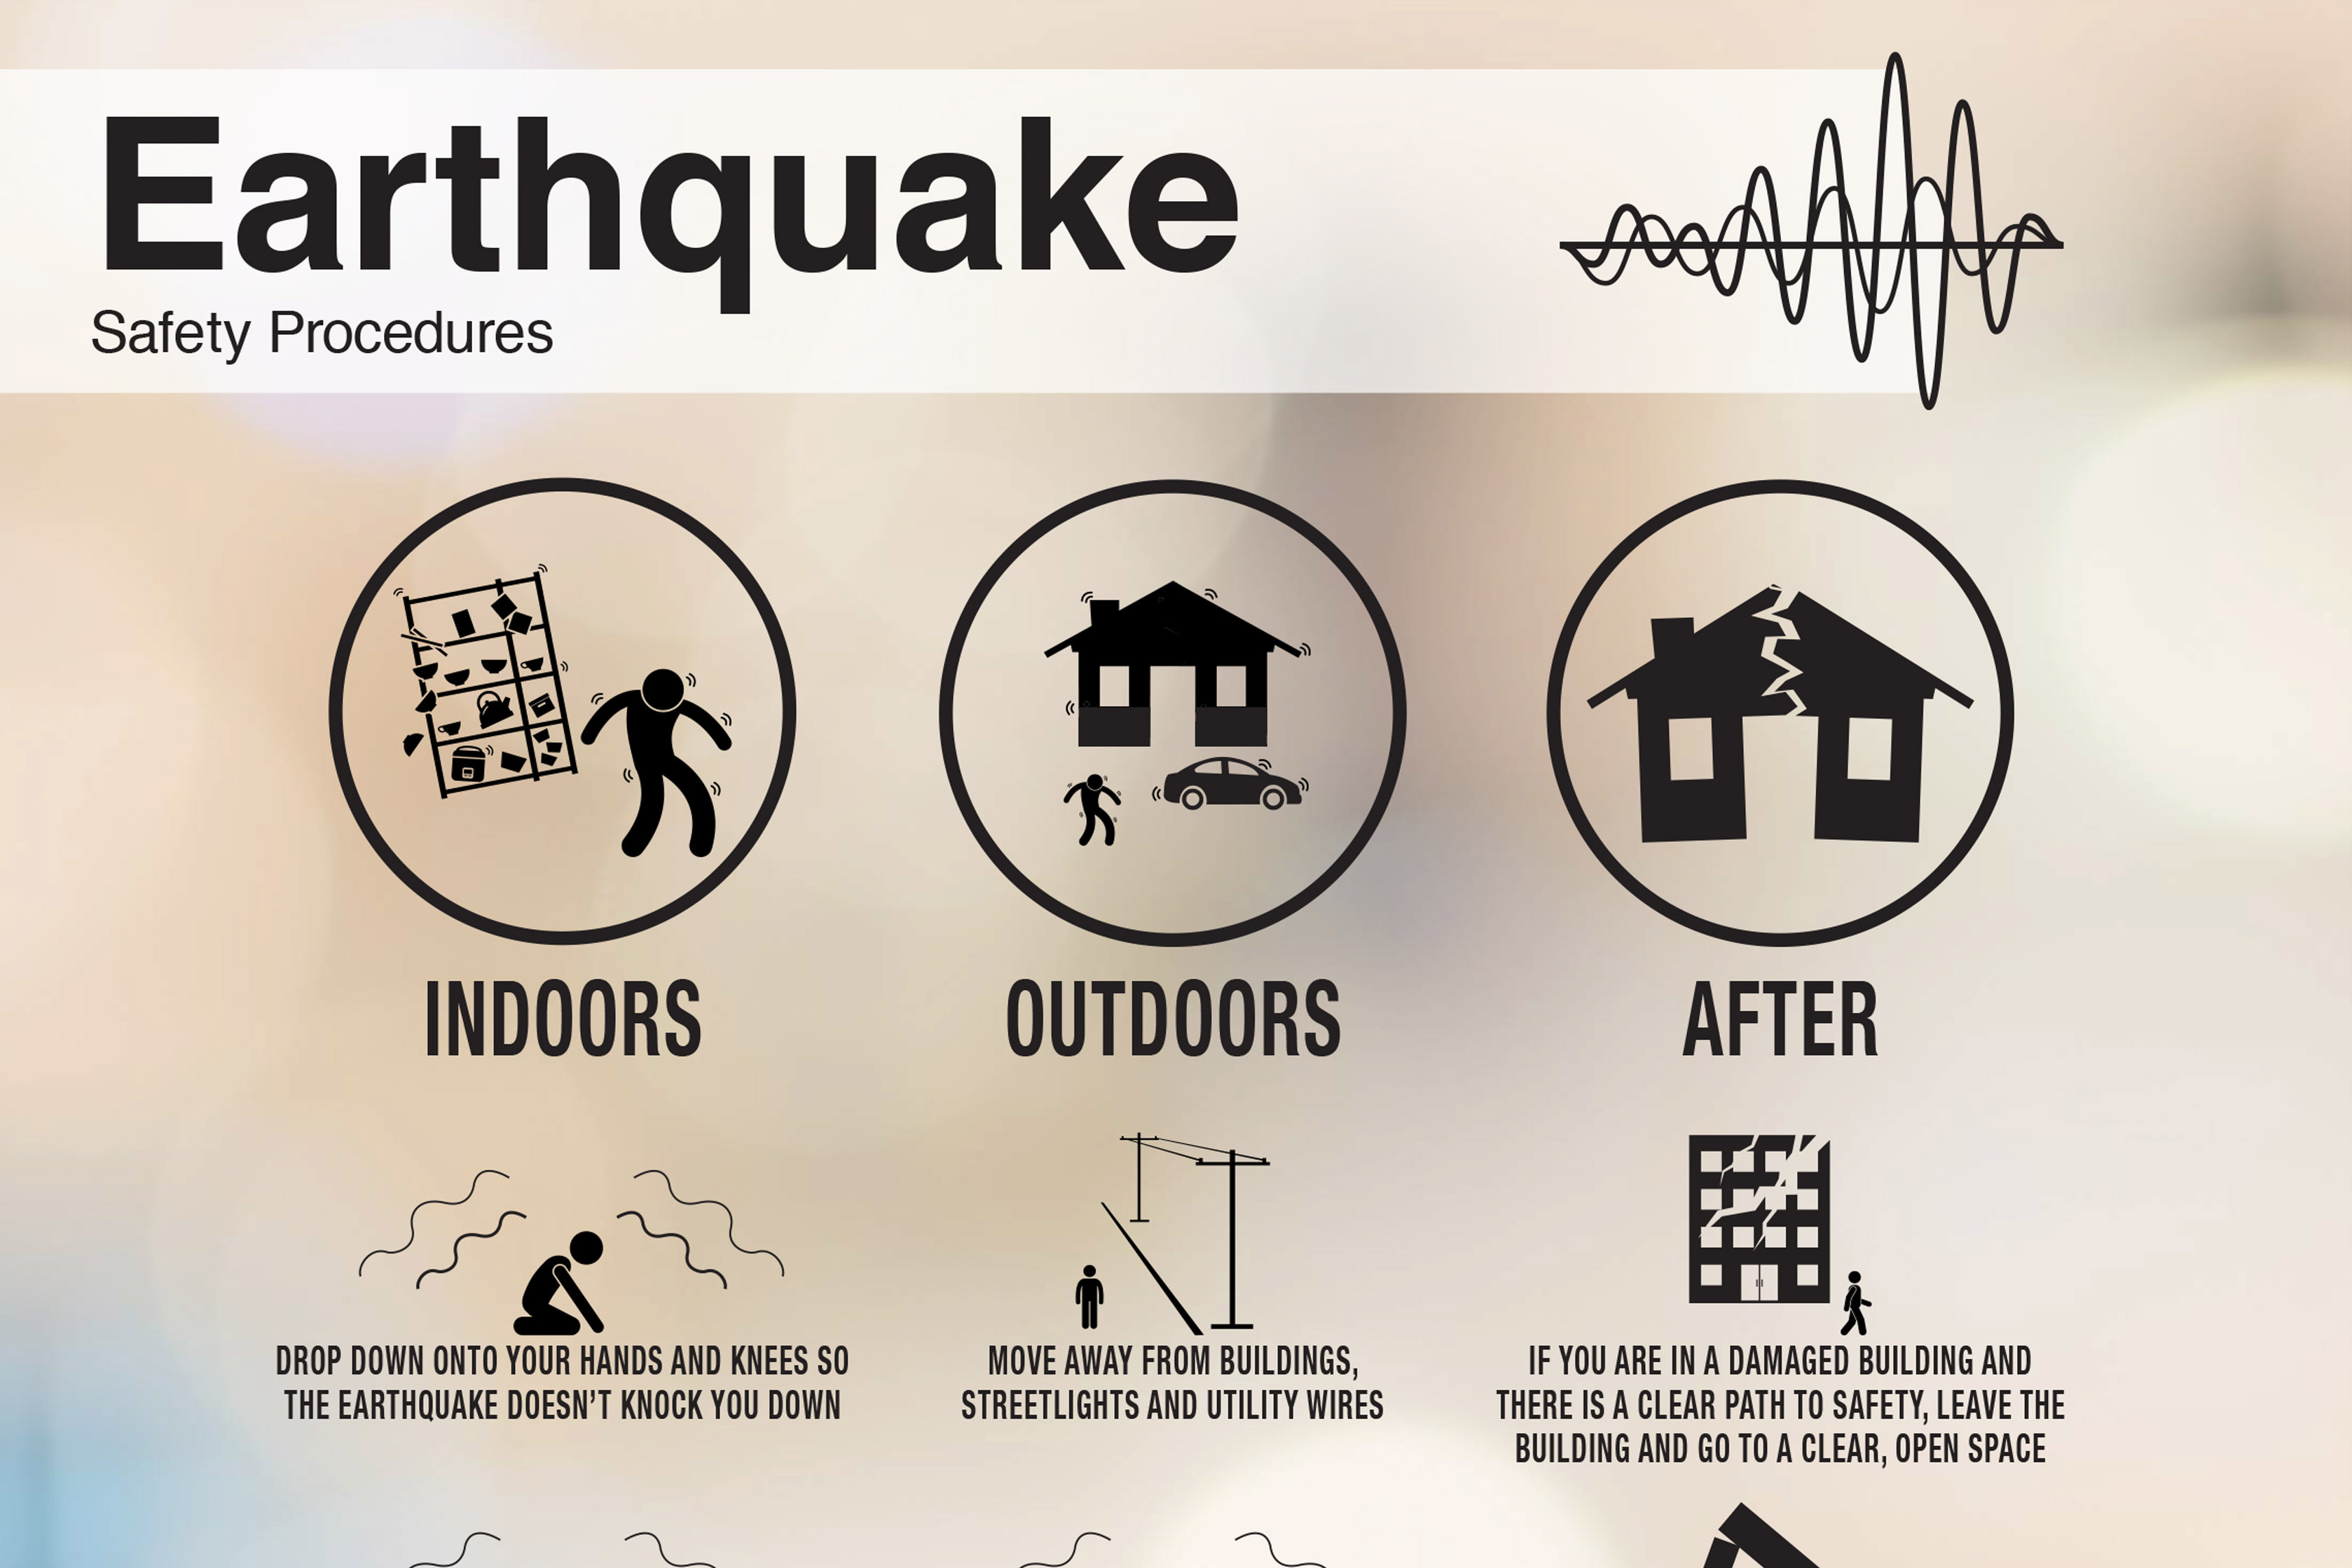 Earthquake
Safety Procedures
INDOORS
OUTDOORS
AFTER
DROP DOWN ONTO YOUR HANDS AND KNEES SO
THE EARTHQUAKE DOESN’T KNOCK YOU DOWN
MOVE AWAY FROM BUILDINGS,
STREETLIGHTS AND UTILITY WIRES
IF YOU ARE IN A DAMAGED BUILDING AND
THERE IS A CLEAR PATH TO SAFETY, LEAVE THE
BUILDING AND GO TO A CLEAR, OPEN SPACE